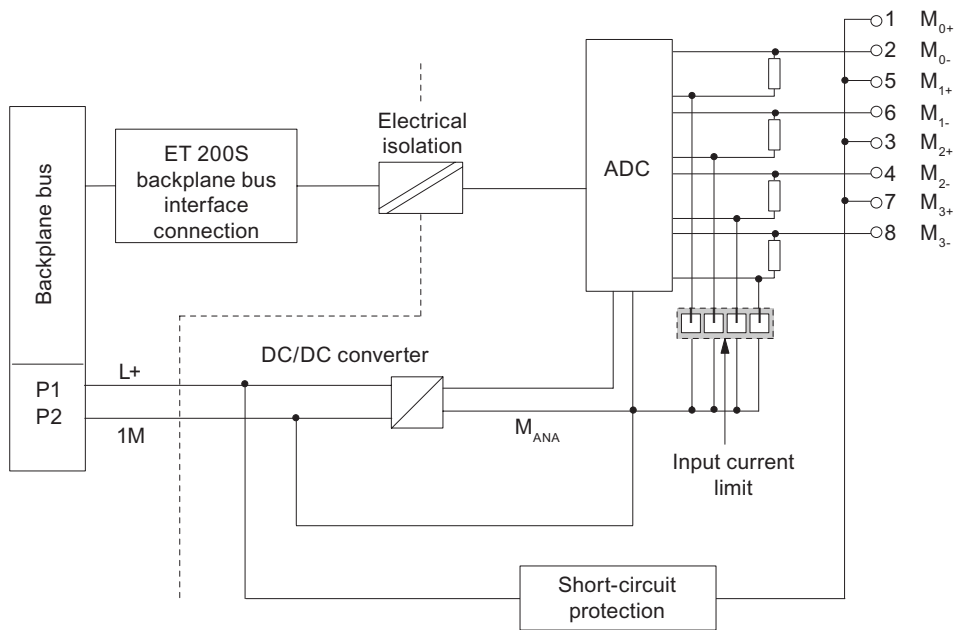 1 M0+
2 M0-
5 M1+
6 M1-
3 M2+
4 M2-
7 M3+
8 M3-
Backplane bus
ET 200S
backplane bus
interface
connection
Electrical
isolation
ADC
DC/DC converter
P1
P2
L+
1M
MANA
Input current
limit
Short-circuit
protection